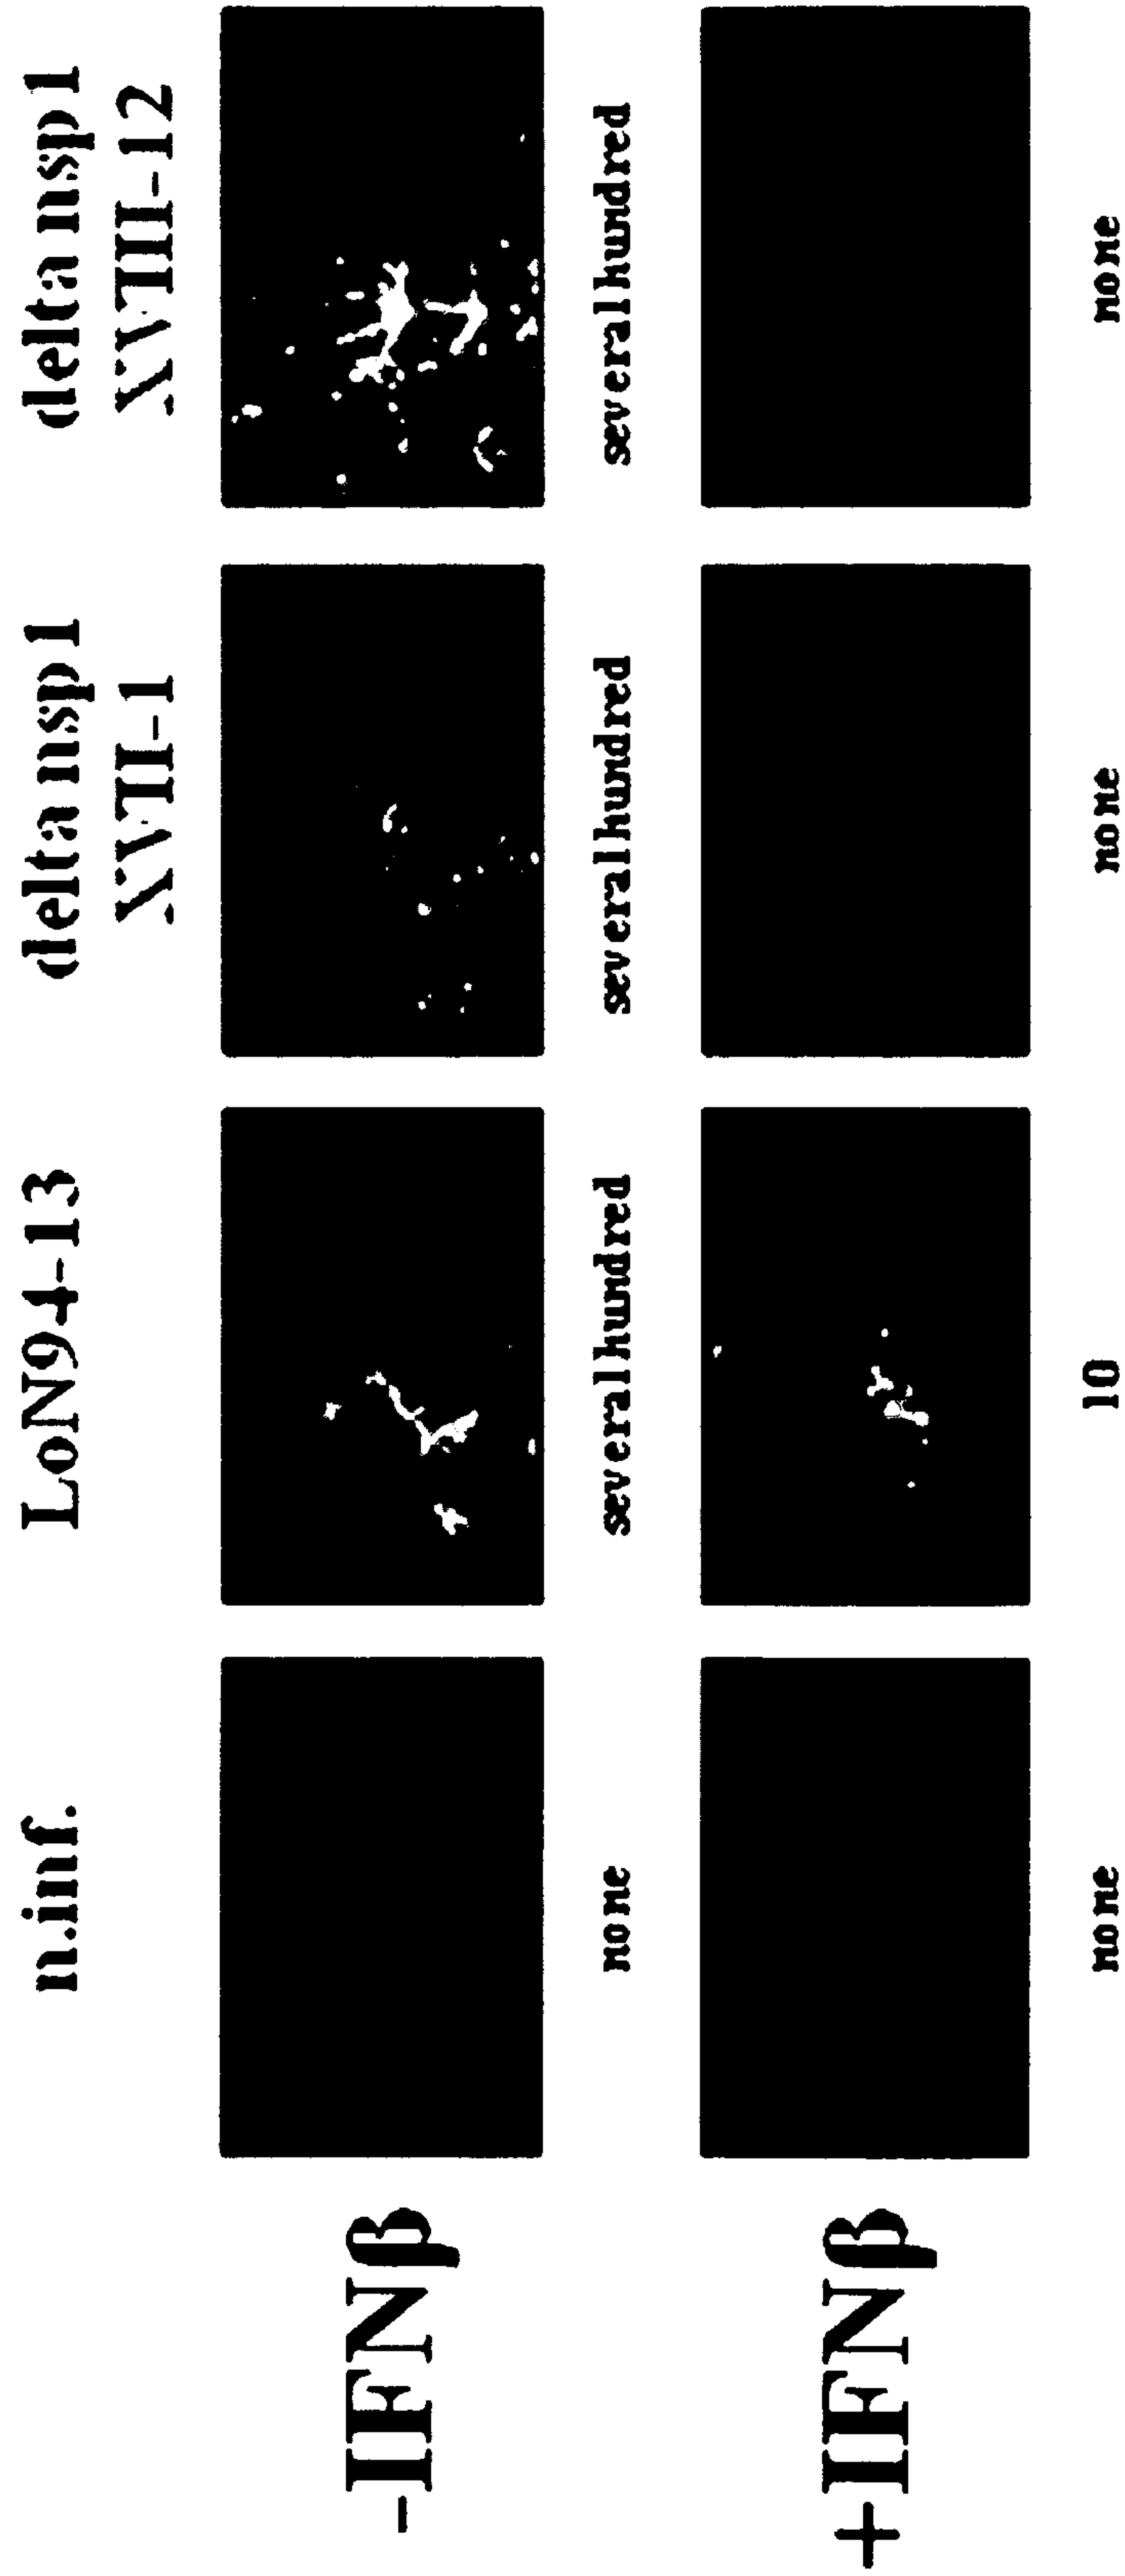 n.inf.
LoN94-13
delta nsp1
XVII-1
delta nsp1
XVIII-12
-IFNβ
none
several hundred
several hundred
several hundred
+IFNβ
none
10
none
none